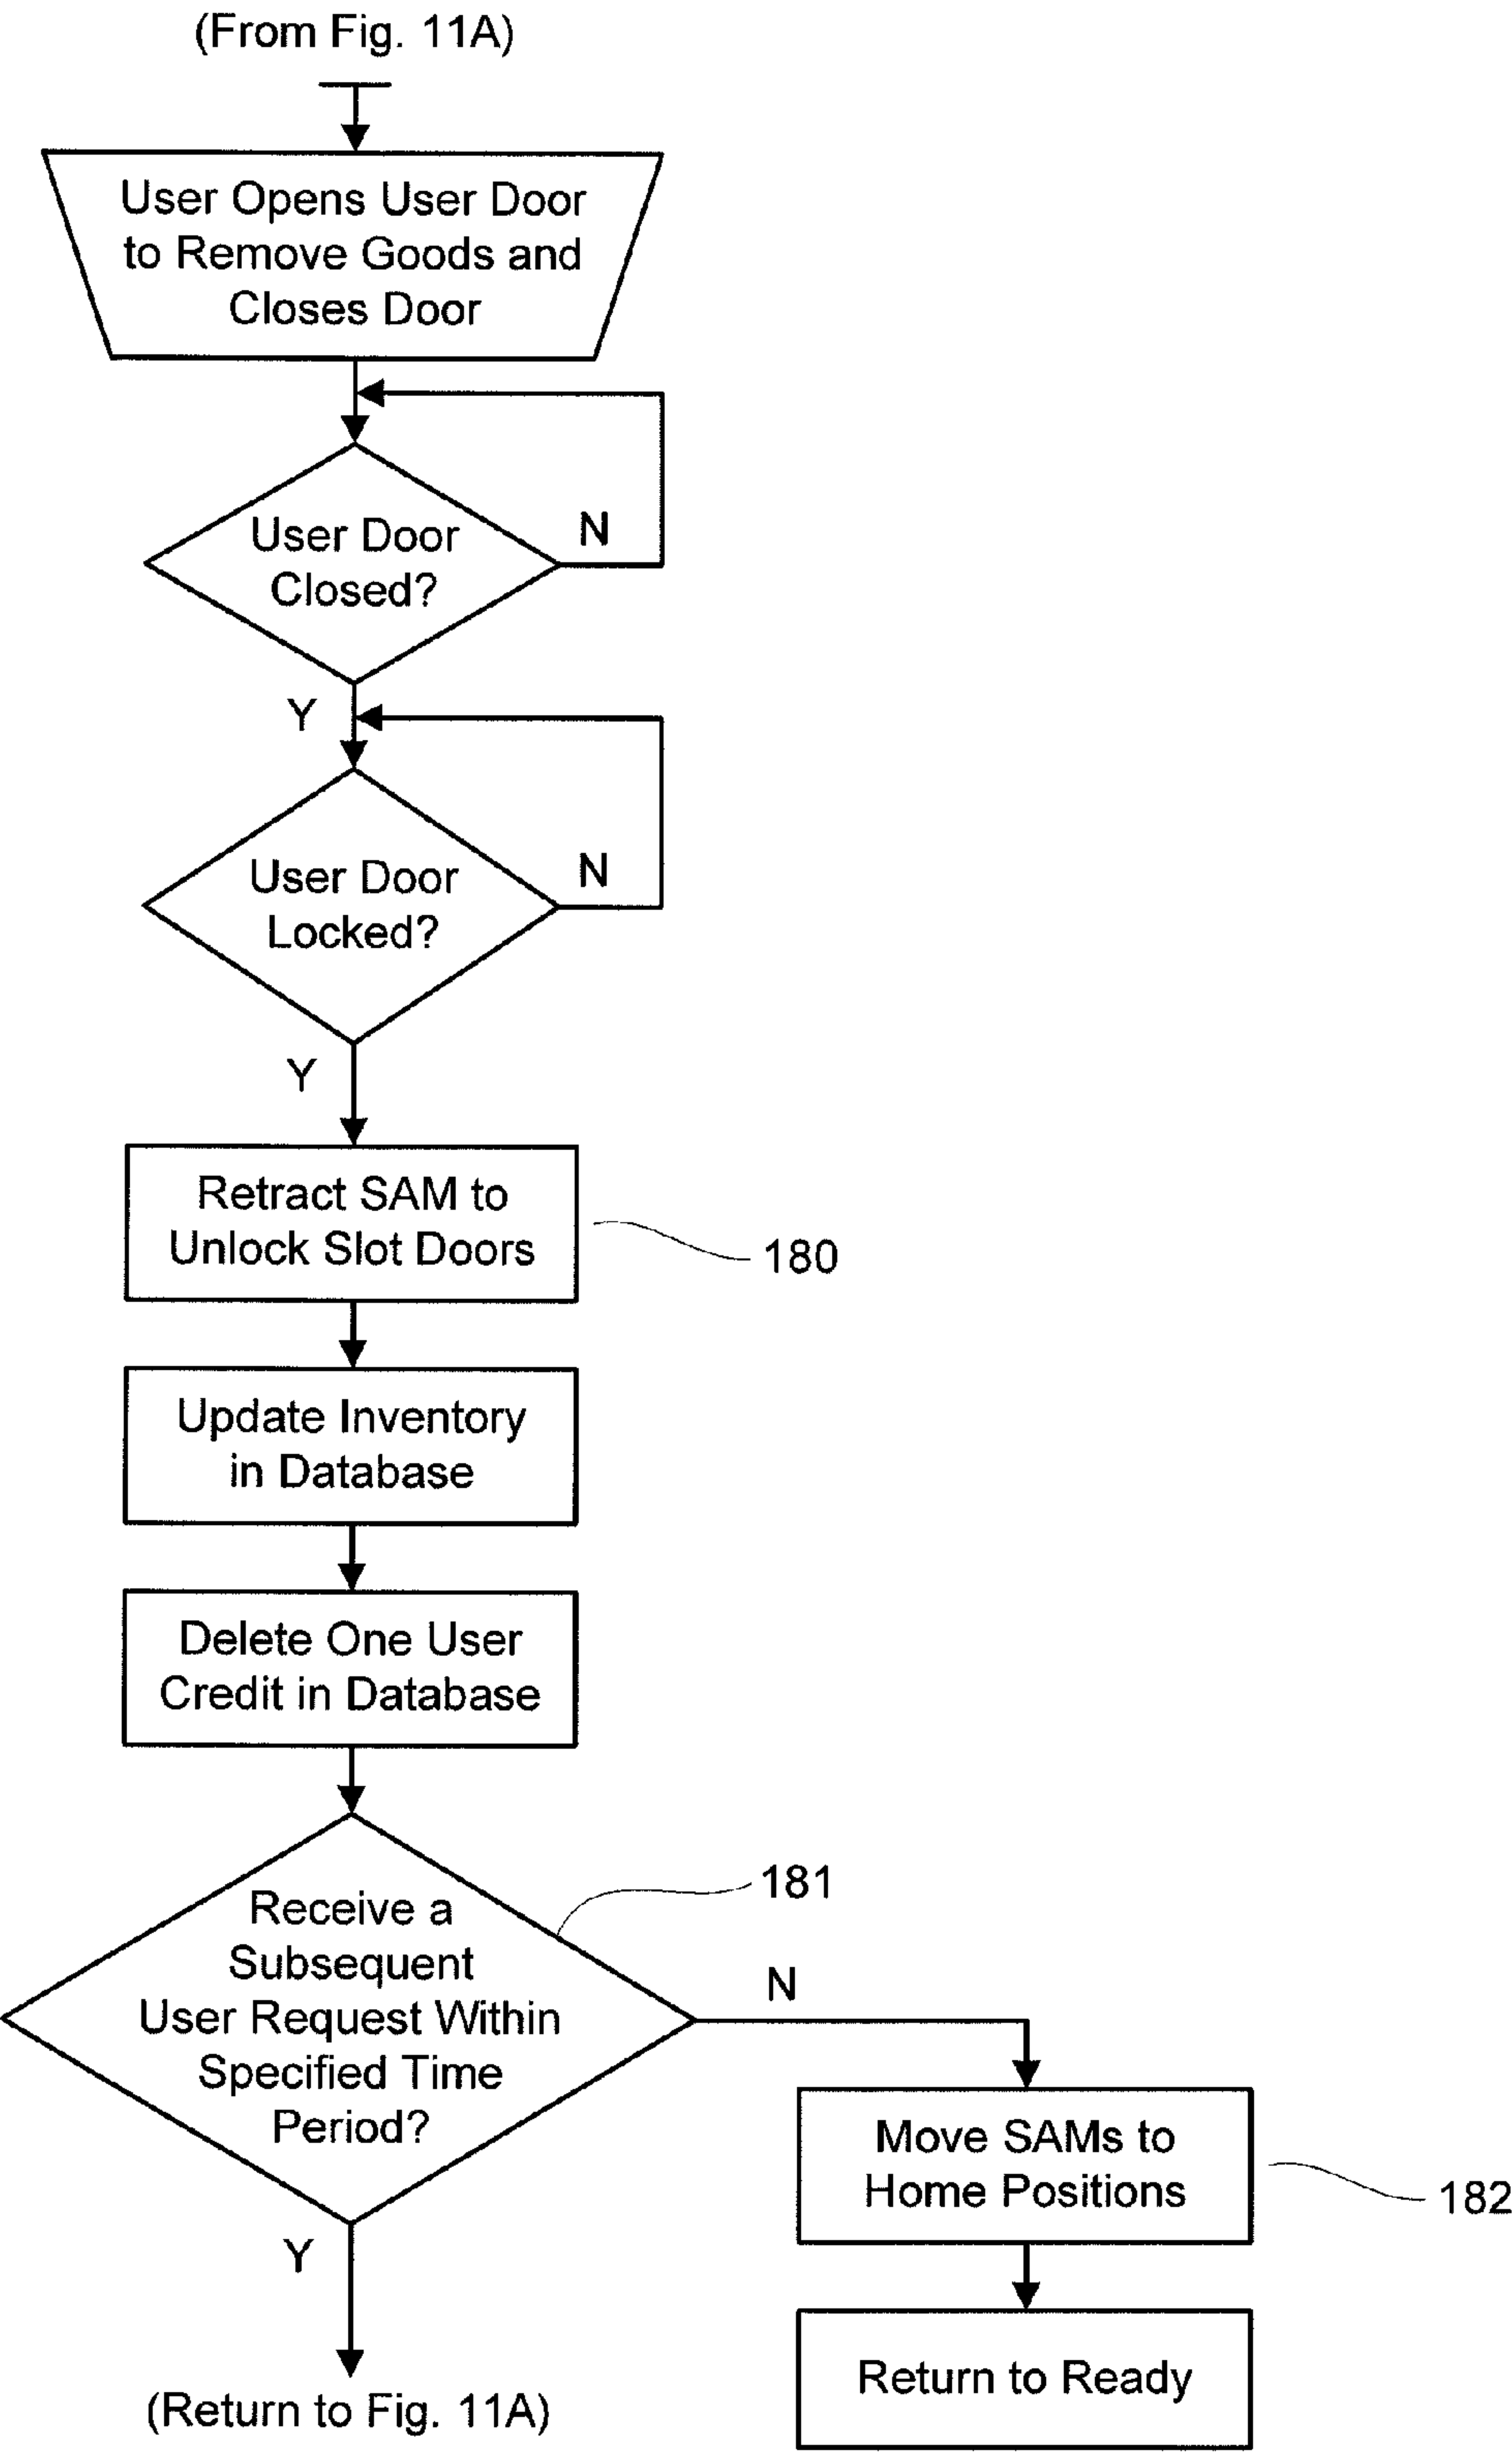 (From Fig. 11A)
User Opens User Door
to Remove Goods and
Closes Door
User Door
Closed?
N
Y
User Door
Locked?
N
Y
Retract SAM to
Unlock Slot Doors
180
Update Inventory
in Database
Delete One User
Credit in Database
Receive a
Subsequent
User Request Within
Specified Time
Period?
181
N
Y
Move SAMs to
Home Positions
182
Return to Ready
(Return to Fig. 11A)